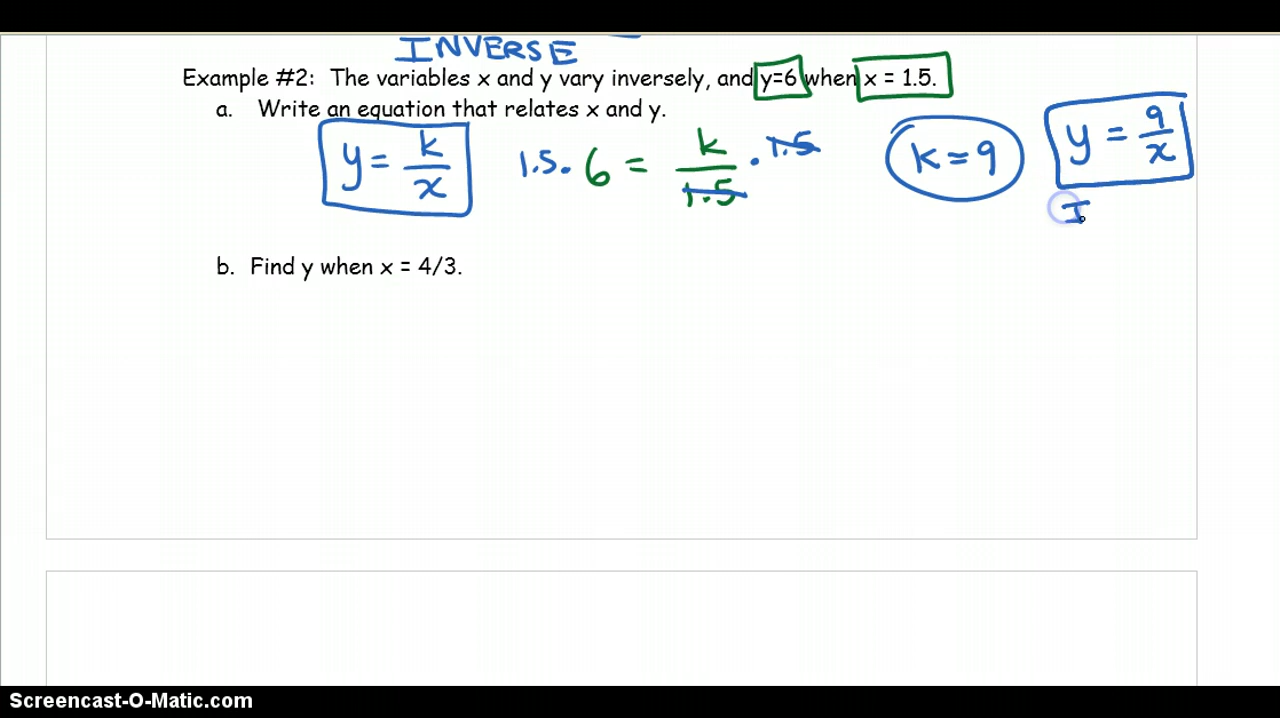 INVERSE
Example #2: The variables x and y vary inversely, and y=6 when x = 1.5.
a. Write an equation that relates x and y.
y = k/x 1.5 · 6 = k/1.5 · 1.5 k = 9 y = 9/x
I
b. Find y when x = 4/3.
Screencast-O-Matic.com